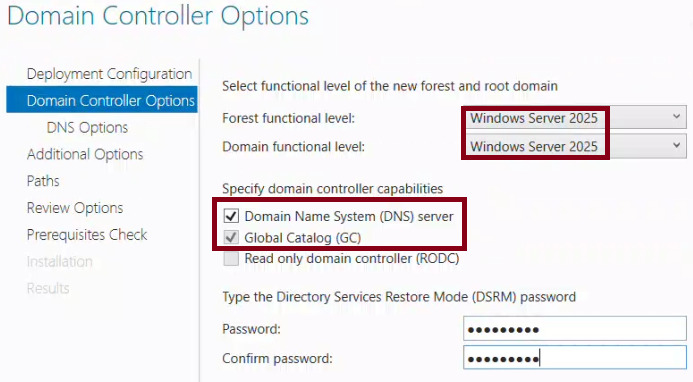 Domain Controller Options
Deployment Configuration
Domain Controller Options
DNS Options
Additional Options
Paths
Review Options
Prerequisites Check
Installation
Results
Select functional level of the new forest and root domain
Forest functional level: Windows Server 2025
Domain functional level: Windows Server 2025
Specify domain controller capabilities
Domain Name System (DNS) server
Global Catalog (GC)
Read only domain controller (RODC)
Type the Directory Services Restore Mode (DSRM) password
Password: ●●●●●●●●●
Confirm password: ●●●●●●●●●